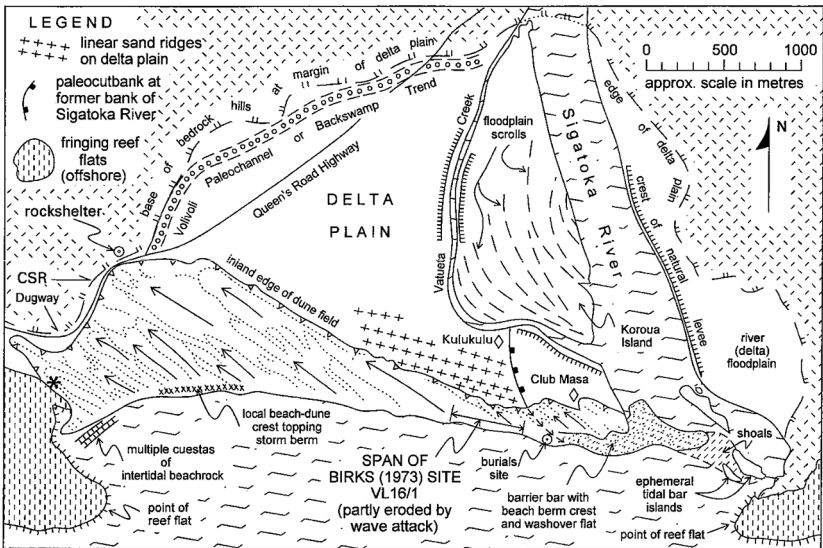 LEGEND
linear sand ridges
on delta plain
paleocutbank at
former bank of
Sigatoka River
fringing reef
flats
(offshore)
0 500 1000
approx. scale in metres
N
base of bedrock hills at margin of delta plain
Volivoli Paleochannel or Backswamp Trend
Queen's Road Highway
rockshelter
CSR
Dugway
DELTA
PLAIN
Vatueta Creek
floodplain
scrolls
Sigatoka River
edge of delta plain
crest of natural levee
Koroua
Island
river
(delta)
floodplain
inland edge of dune field
Kulukulu
Club Masa
local beach-dune
crest topping
storm berm
multiple cuestas
of
intertidal beachrock
point of
reef flat
SPAN OF
BIRKS (1973) SITE
VL16/1
(partly eroded by
wave attack)
burials
site
barrier bar with
beach berm crest
and washover flat
shoals
ephemeral
tidal bar
islands
point of reef flat